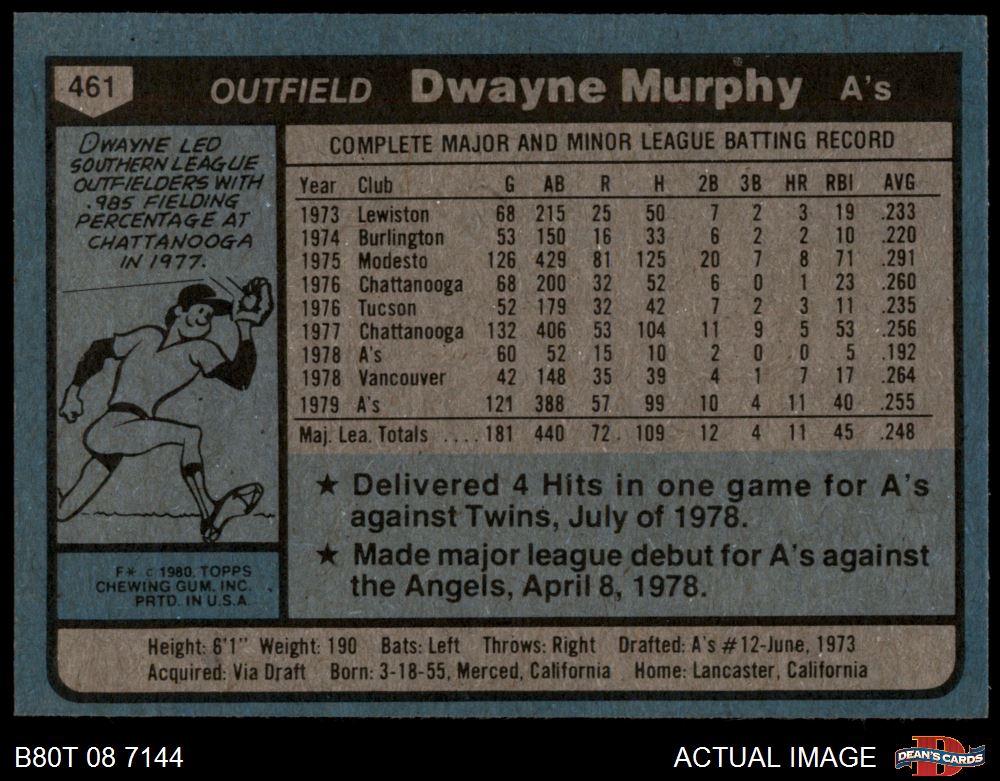 461 OUTFIELD Dwayne Murphy A's
DWAYNE LED
SOUTHERN LEAGUE
OUTFIELDERS WITH
.985 FIELDING
PERCENTAGE AT
CHATTANOOGA
IN 1977.
COMPLETE MAJOR AND MINOR LEAGUE BATTING RECORD
Year Club G AB R H 2B 3B HR RBI AVG
1973 Lewiston 68 215 25 50 7 2 3 19 .233
1974 Burlington 53 150 16 33 6 2 2 10 .220
1975 Modesto 126 429 81 125 20 7 8 71 .291
1976 Chattanooga 68 200 32 52 6 0 1 23 .260
1976 Tucson 52 179 32 42 7 2 3 11 .235
1977 Chattanooga 132 406 53 104 11 9 5 53 .256
1978 A's 60 52 15 10 2 0 0 5 .192
1978 Vancouver 42 148 35 39 4 1 7 17 .264
1979 A's 121 388 57 99 10 4 11 40 .255
Maj. Lea. Totals .... 181 440 72 109 12 4 11 45 .248
★ Delivered 4 Hits in one game for A's
against Twins, July of 1978.
★ Made major league debut for A's against
the Angels, April 8, 1978.
F* © 1980, TOPPS
CHEWING GUM, INC.
PRTD. IN U.S.A.
Height: 6'1" Weight: 190 Bats: Left Throws: Right Drafted: A's #12-June, 1973
Acquired: Via Draft Born: 3-18-55, Merced, California Home: Lancaster, California
B80T 08 7144 ACTUAL IMAGE
D
DEAN'S CARDS